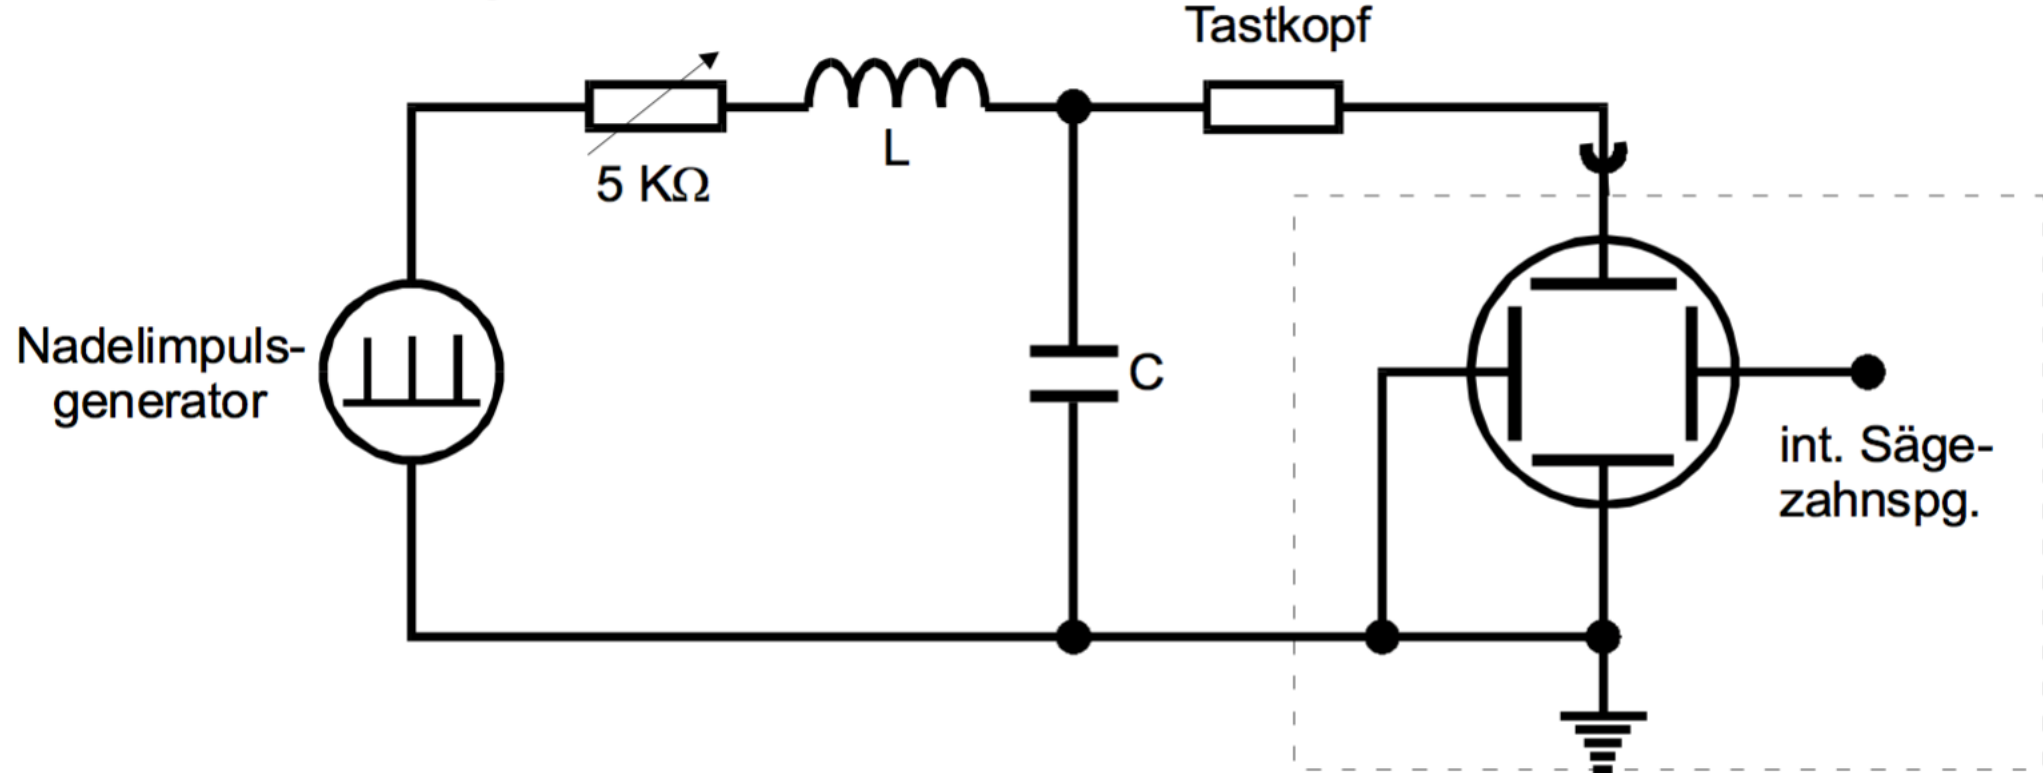 Tastkopf
5 KΩ
L
Nadelimpuls-
generator
C
int. Säge-
zahnspg.